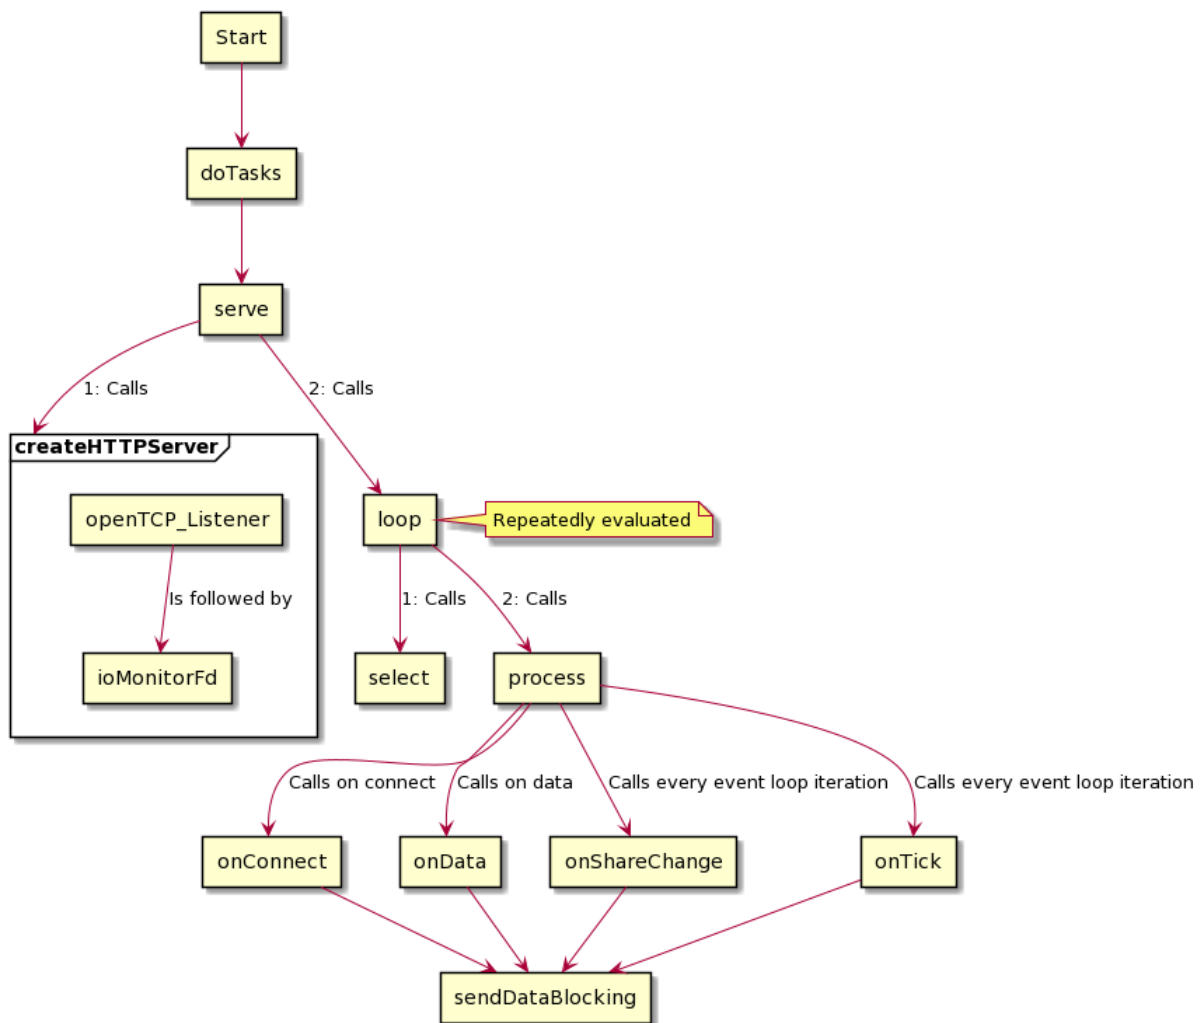 Start
doTasks
serve
1: Calls
2: Calls
createHTTPServer
openTCP_Listener
loop
Repeatedly evaluated
Is followed by
1: Calls
2: Calls
ioMonitorFd
select
process
Calls on connect
Calls on data
Calls every event loop iteration
Calls every event loop iteration
onConnect
onData
onShareChange
onTick
sendDataBlocking